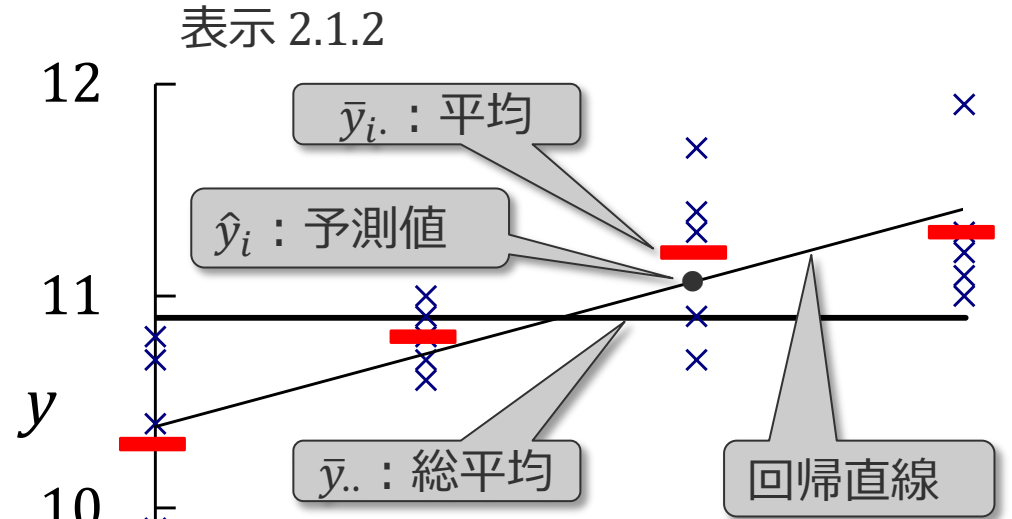 表示 2.1.2
12
ȳᵢ. : 平均
ŷᵢ : 予測値
11
y
ȳ.. : 総平均
回帰直線
10